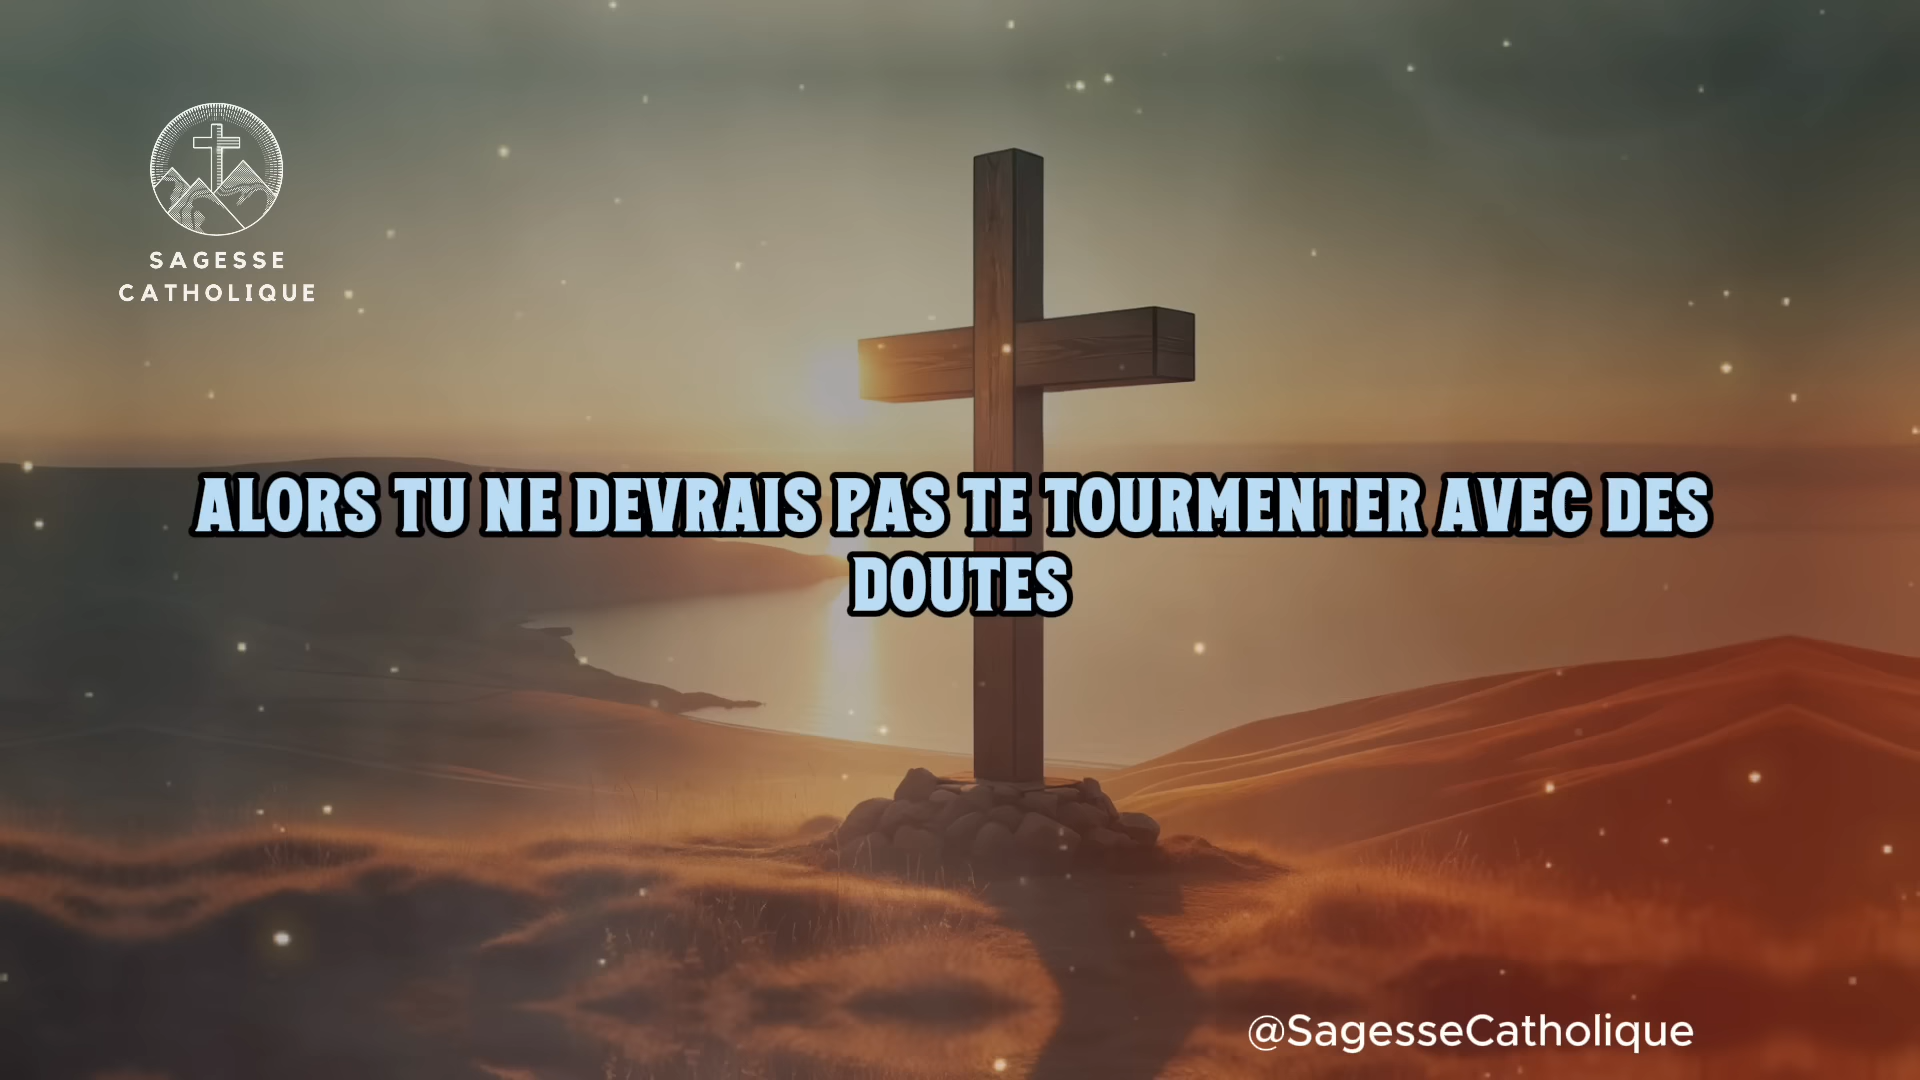 SAGESSE
CATHOLIQUE
ALORS TU NE DEVRAIS PAS TE TOURMENTER AVEC DES
DOUTES
@SagesseCatholique